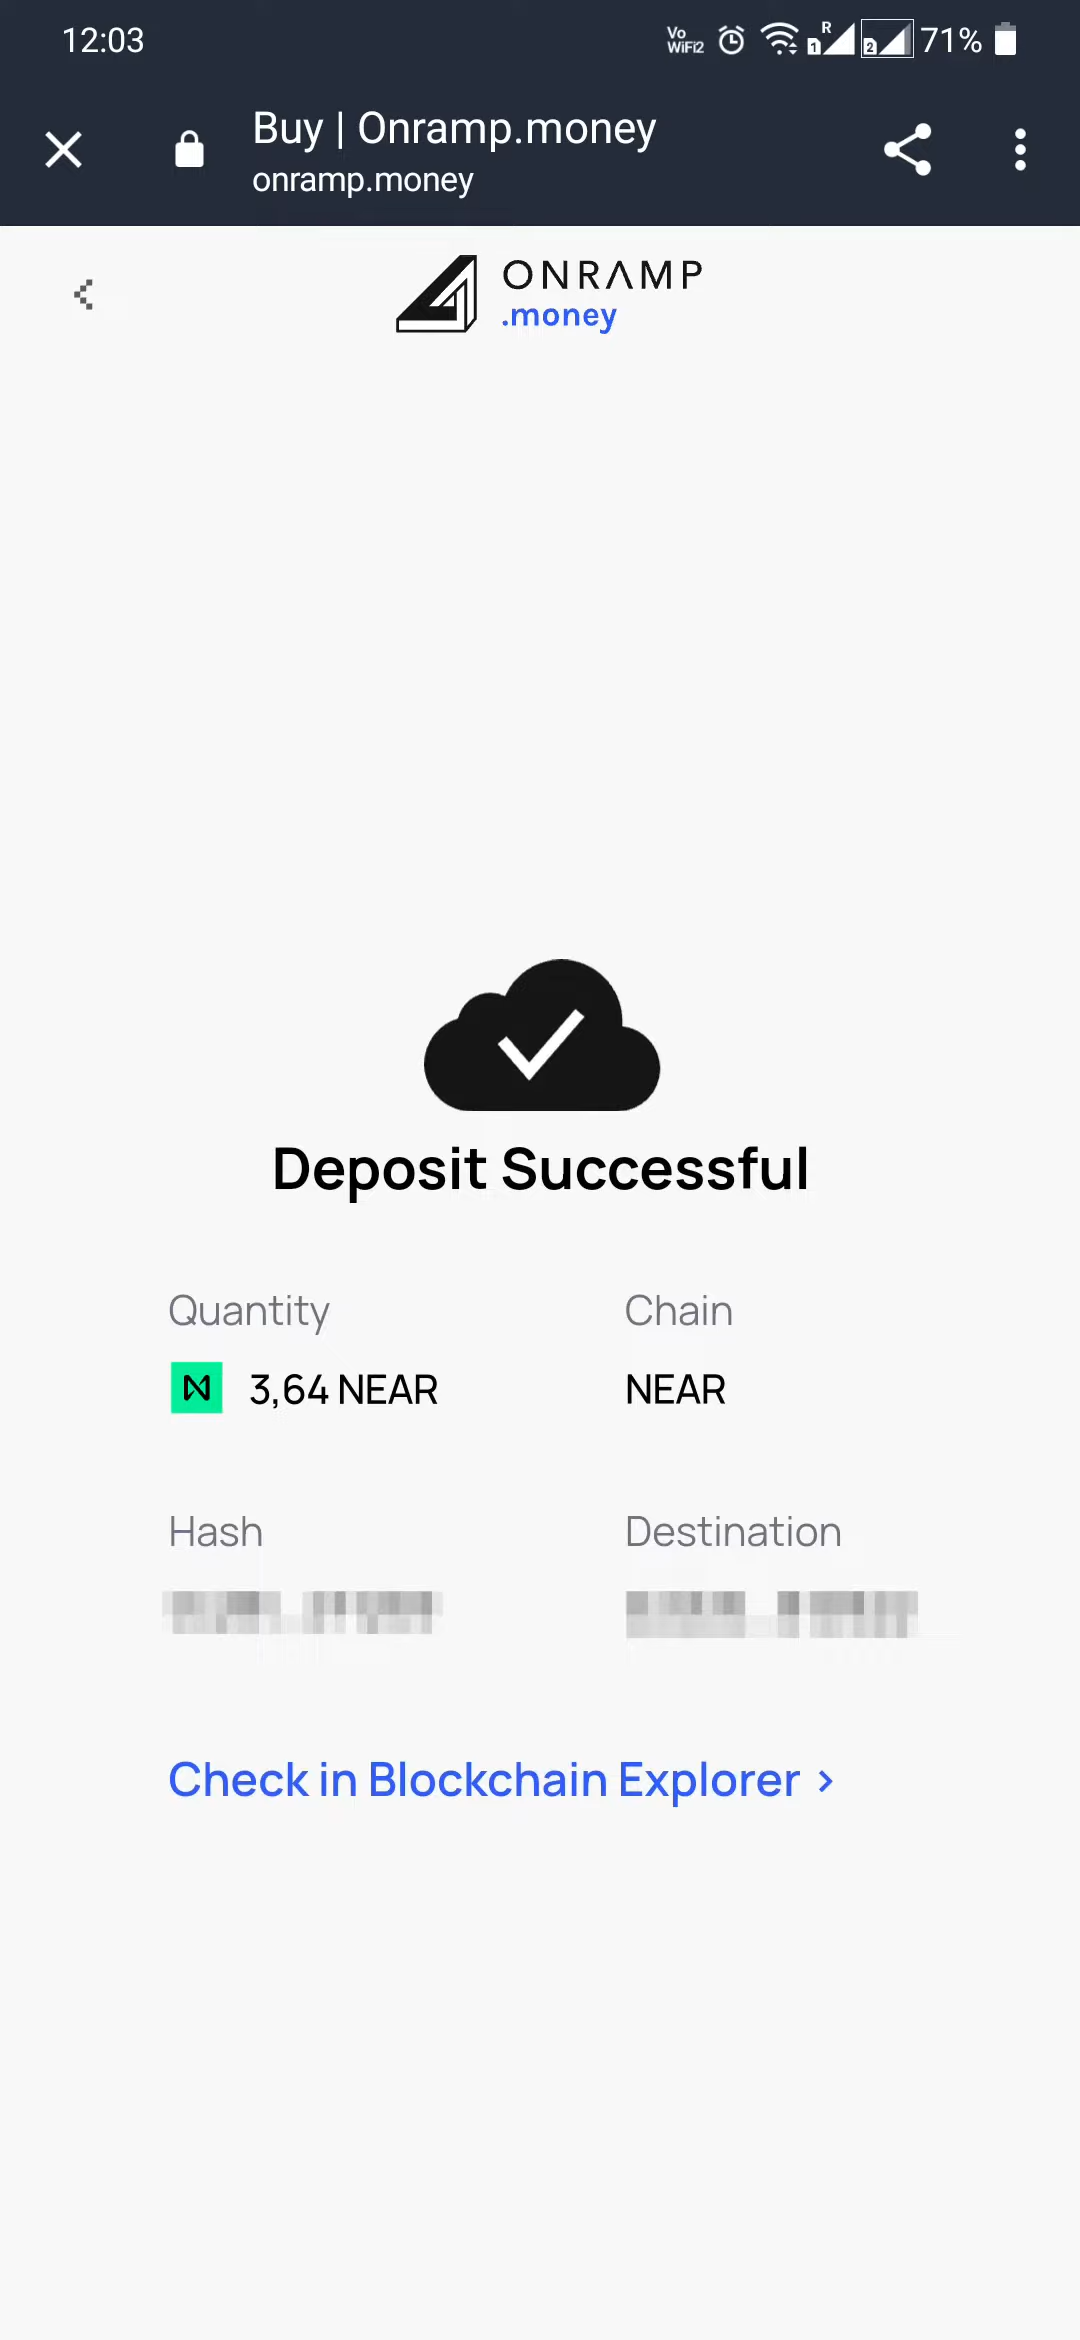 12:03
Vo
WiFi2
R
1
2
71%
Buy | Onramp.money
onramp.money
ONRAMP
.money
Deposit Successful
Quantity
Chain
3,64 NEAR
NEAR
Hash
Destination
Check in Blockchain Explorer >